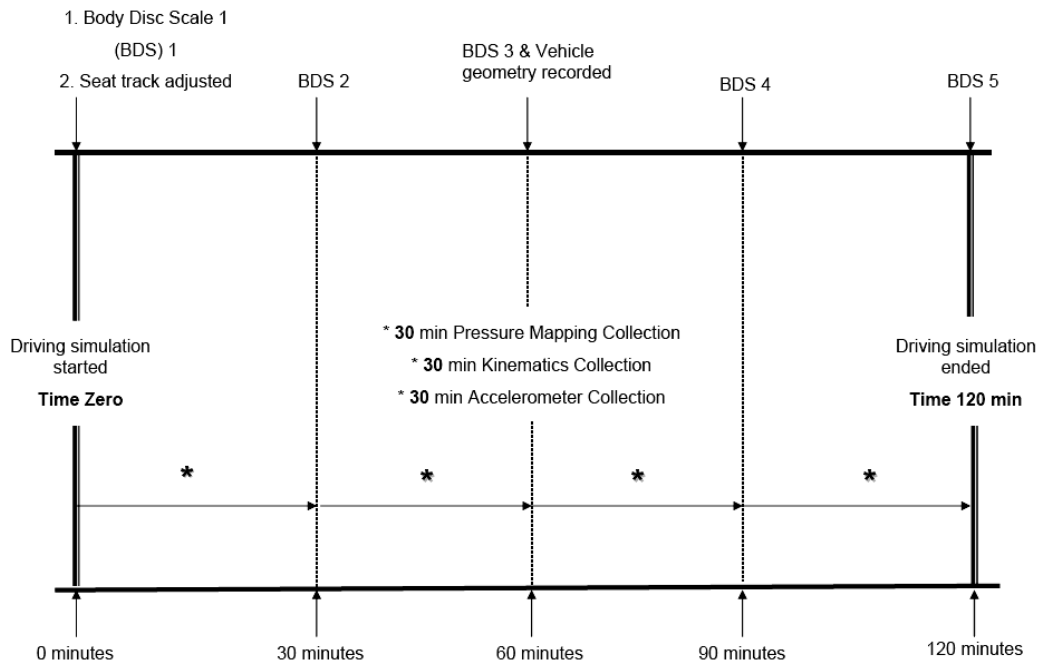 1. Body Disc Scale 1
(BDS) 1
2. Seat track adjusted
BDS 2
BDS 3 & Vehicle
geometry recorded
BDS 4
BDS 5
Driving simulation
started
Time Zero
* 30 min Pressure Mapping Collection
* 30 min Kinematics Collection
* 30 min Accelerometer Collection
Driving simulation
ended
Time 120 min
*
*
*
*
0 minutes
30 minutes
60 minutes
90 minutes
120 minutes